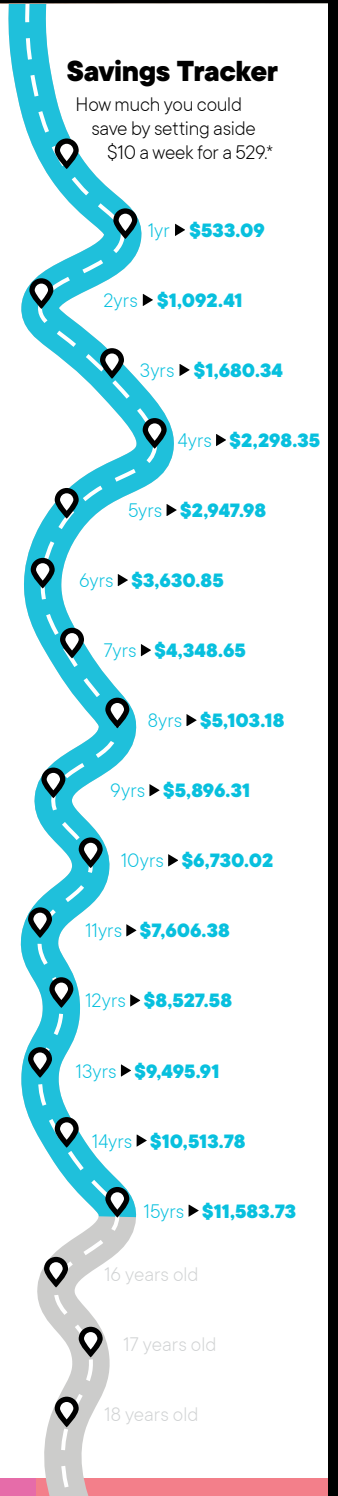 Savings Tracker
How much you could
save by setting aside
$10 a week for a 529.*
1yr ▶ $533.09
2yrs ▶ $1,092.41
3yrs ▶ $1,680.34
4yrs ▶ $2,298.35
5yrs ▶ $2,947.98
6yrs ▶ $3,630.85
7yrs ▶ $4,348.65
8yrs ▶ $5,103.18
9yrs ▶ $5,896.31
10yrs ▶ $6,730.02
11yrs ▶ $7,606.38
12yrs ▶ $8,527.58
13yrs ▶ $9,495.91
14yrs ▶ $10,513.78
15yrs ▶ $11,583.73
16 years old
17 years old
18 years old